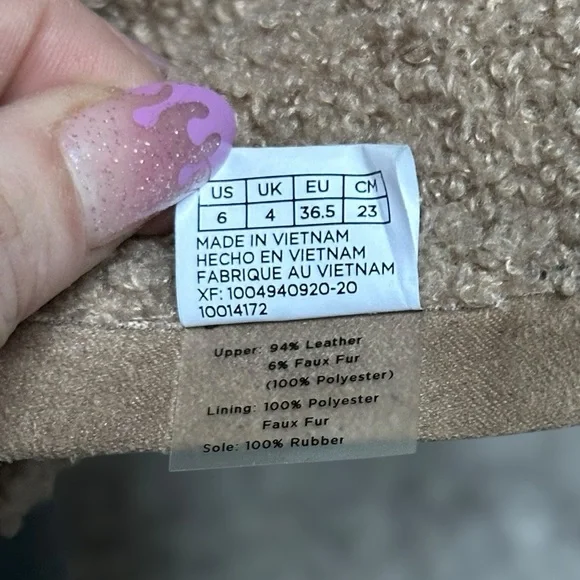 US UK EU CM
6 4 36.5 23
MADE IN VIETNAM
HECHO EN VIETNAM
FABRIQUE AU VIETNAM
XF: 1004940920-20
10014172
Upper: 94% Leather
6% Faux Fur
(100% Polyester)
Lining: 100% Polyester
Faux Fur
Sole: 100% Rubber